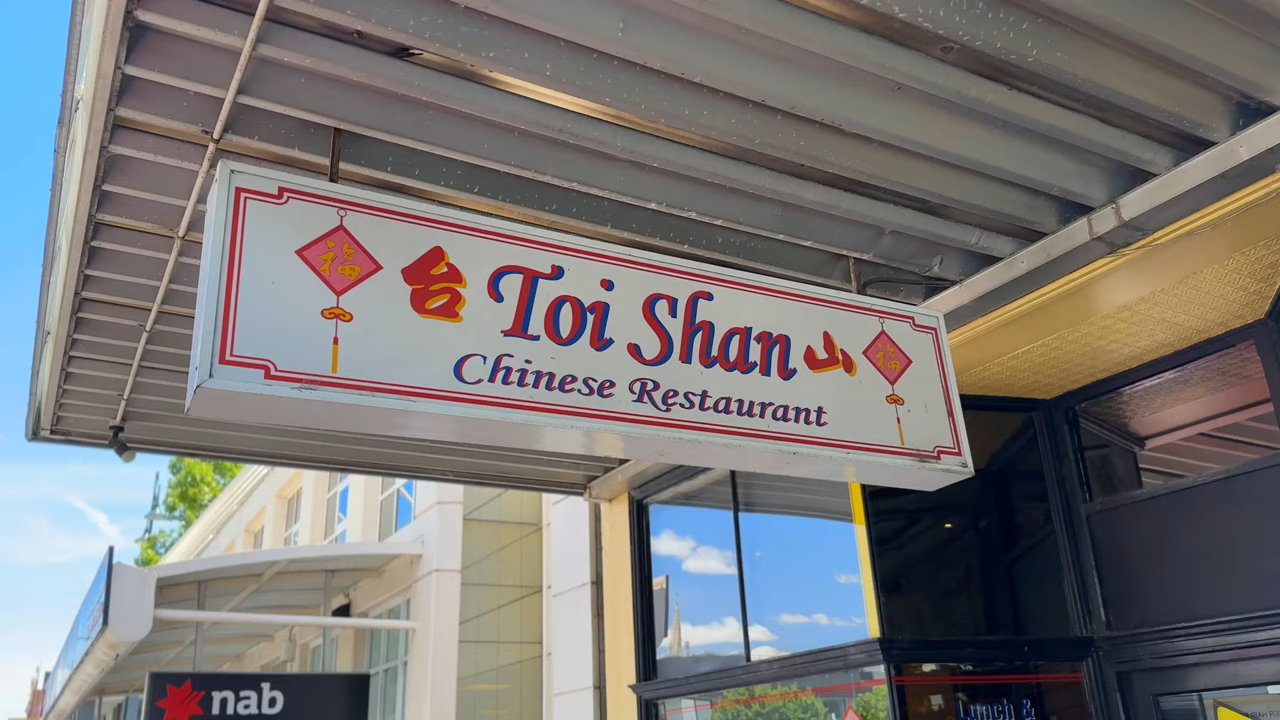 福 台 Toi Shan 山 福
Chinese Restaurant
nab
Lunch &